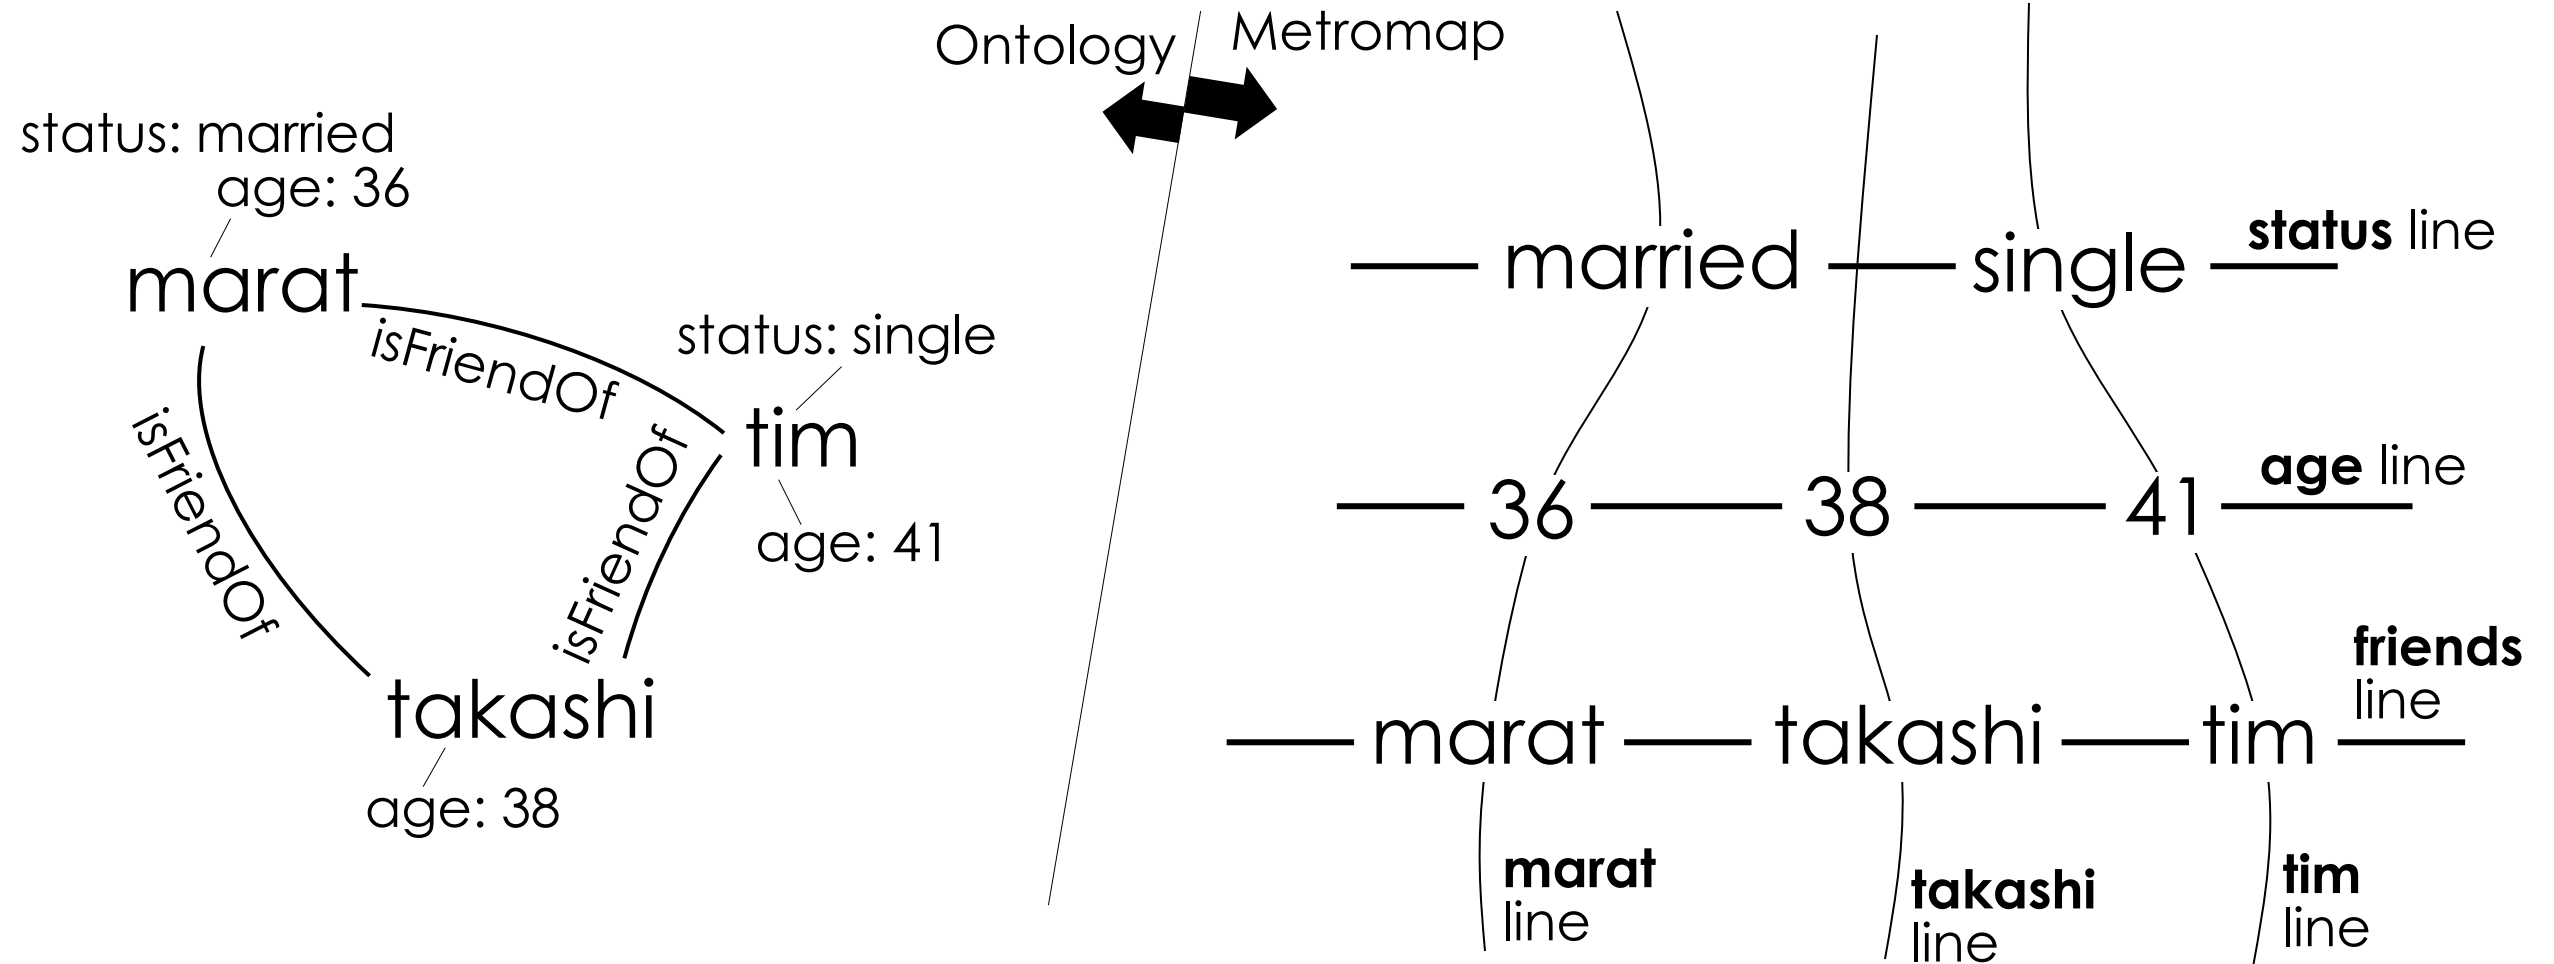 Ontology
Metromap
status: married
age: 36
marat
isFriendOf
status: single
tim
age: 41
isFriendOf
isFriendOf
takashi
age: 38
married
single
status line
36
38
41
age line
friends
line
marat
takashi
tim
marat
line
takashi
line
tim
line